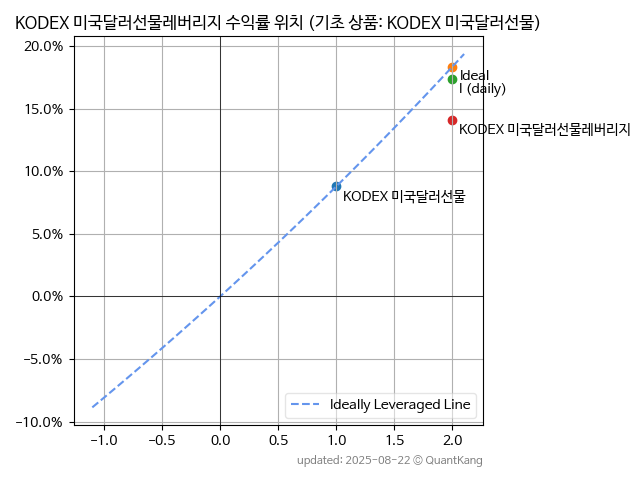 KODEX 미국달러선물레버리지 수익률 위치 (기초 상품: KODEX 미국달러선물)
20.0%
15.0%
10.0%
5.0%
0.0%
−5.0%
−10.0%
Ideal
I (daily)
KODEX 미국달러선물레버리지
KODEX 미국달러선물
Ideally Leveraged Line
−1.0 −0.5 0.0 0.5 1.0 1.5 2.0
updated: 2025-08-22 © QuantKang